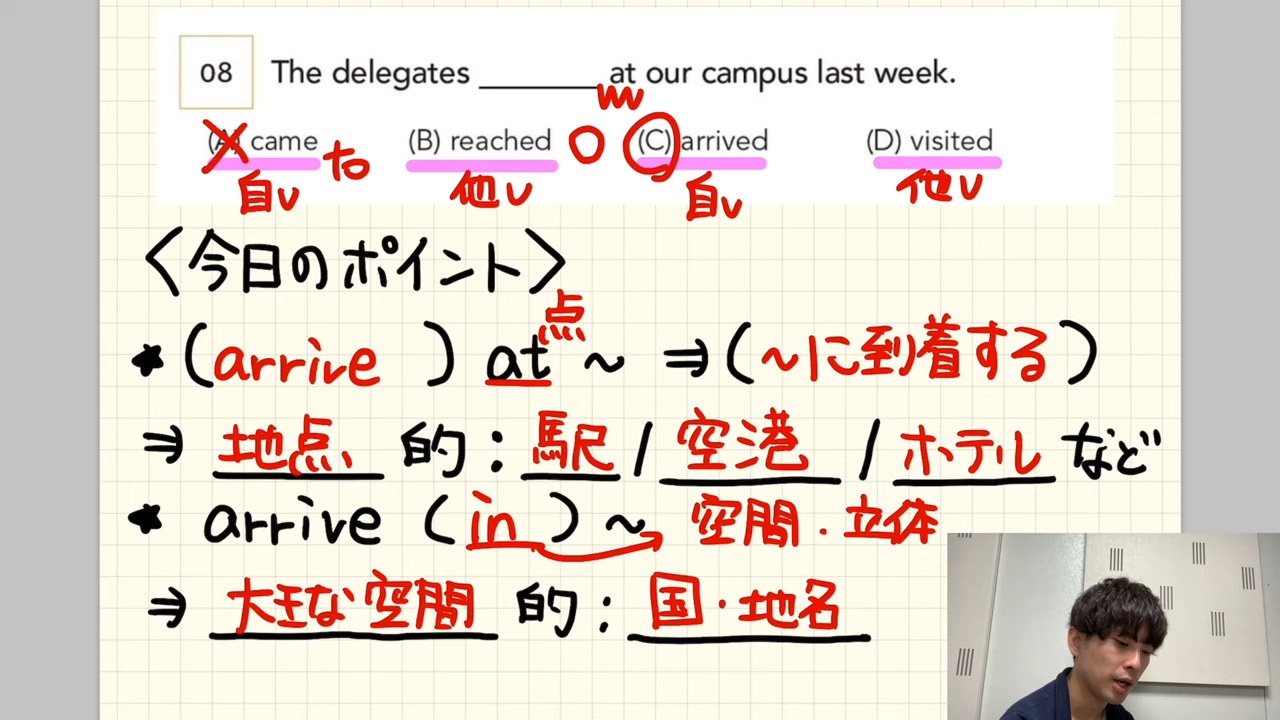 08 The delegates ________ at our campus last week.
(A) came to (B) reached (C) arrived (D) visited
自V 他V 自V 他V
〈今日のポイント〉
点
★(arrive) at ~ ⇒(~に到着する)
⇒ 地点 的:駅/空港/ホテルなど
★ arrive (in) ~ 空間・立体
⇒ 大きな空間 的:国・地名